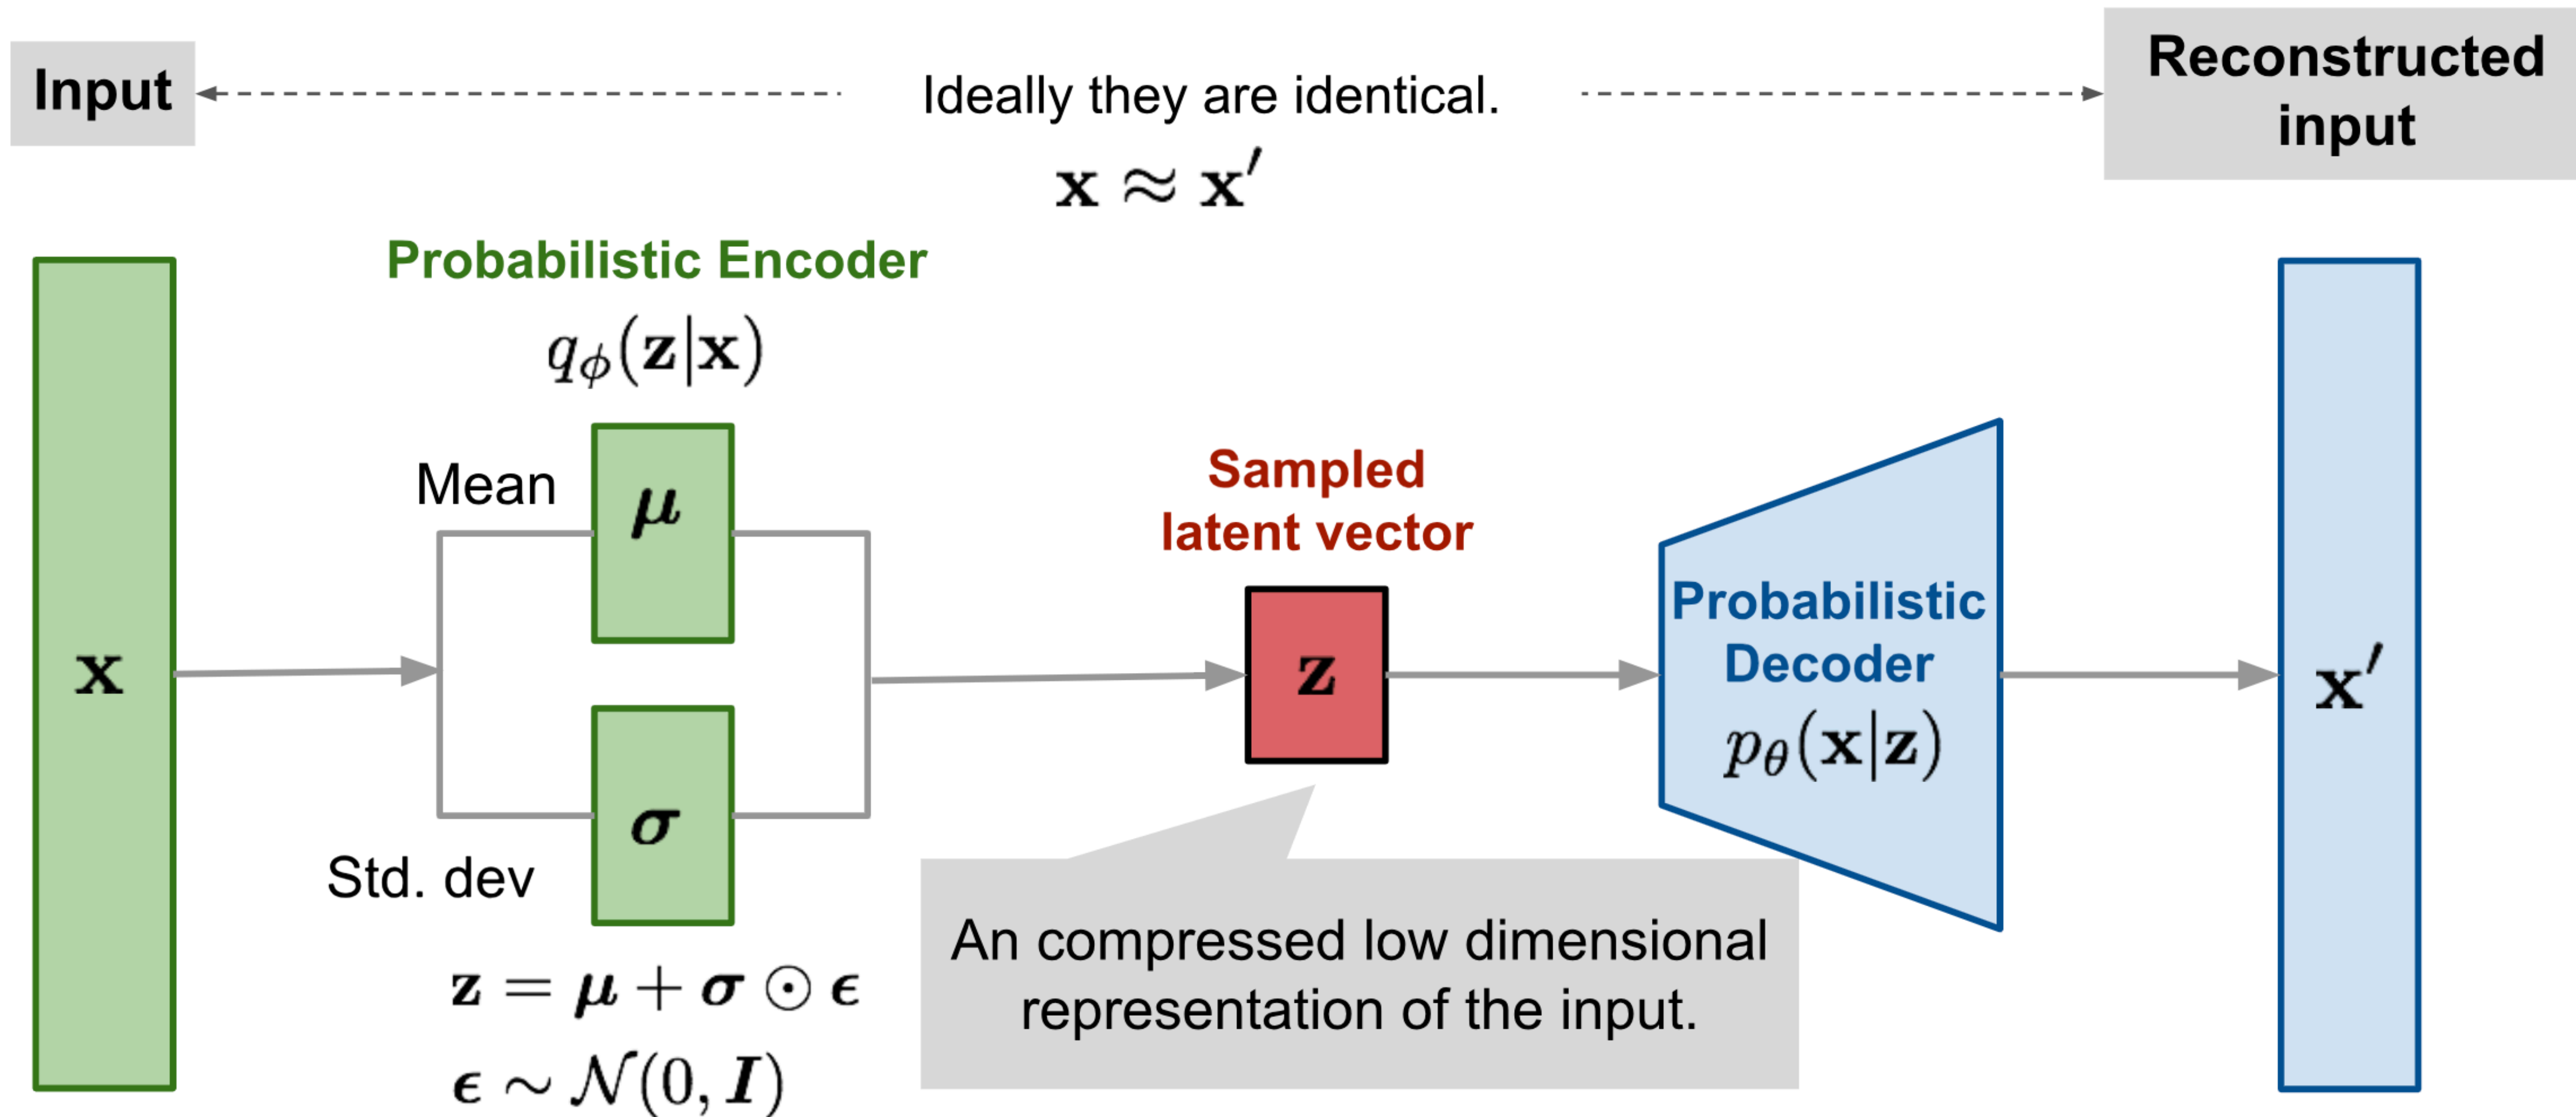 Input
Ideally they are identical.
x ≈ x′
Reconstructed
input
Probabilistic Encoder
qϕ(z|x)
Mean
μ
x
Std. dev
σ
z = μ + σ ⊙ ϵ
ϵ ∼ 𝒩(0, I)
Sampled
latent vector
z
An compressed low dimensional
representation of the input.
Probabilistic
Decoder
pθ(x|z)
x′